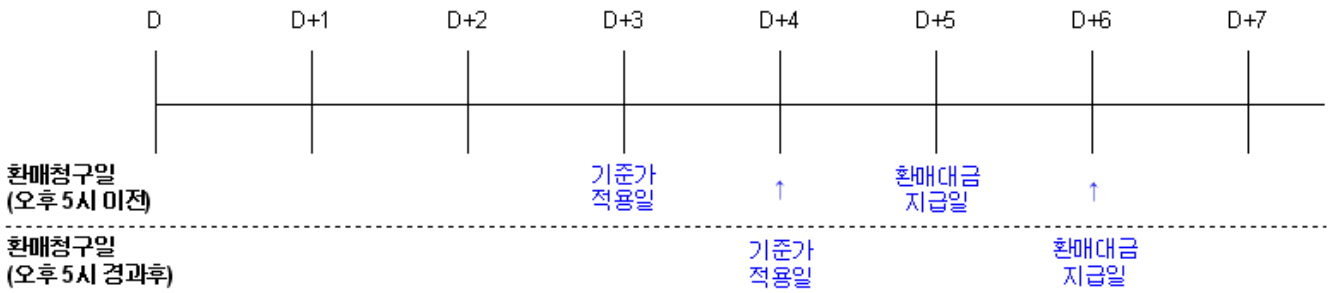 D D+1 D+2 D+3 D+4 D+5 D+6 D+7
환매청구일 기준가 환매대금
(오후 5시 이전) 적용일 ↑ 지급일 ↑
환매청구일 기준가 환매대금
(오후 5시 경과후) 적용일 지급일